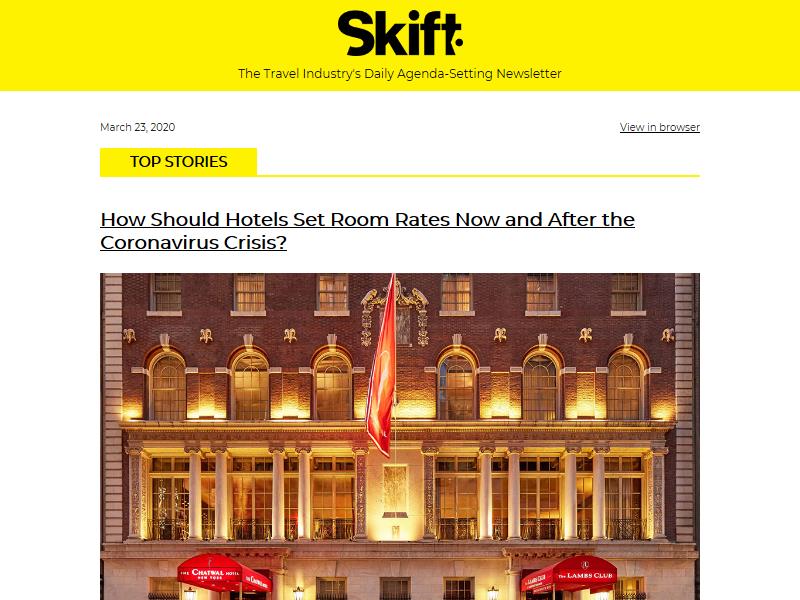 Skift:
The Travel Industry's Daily Agenda-Setting Newsletter
March 23, 2020
View in browser
TOP STORIES
How Should Hotels Set Room Rates Now and After the
Coronavirus Crisis?
THE CHATWAL HOTEL
NEW YORK
THE LAMBS CLUB